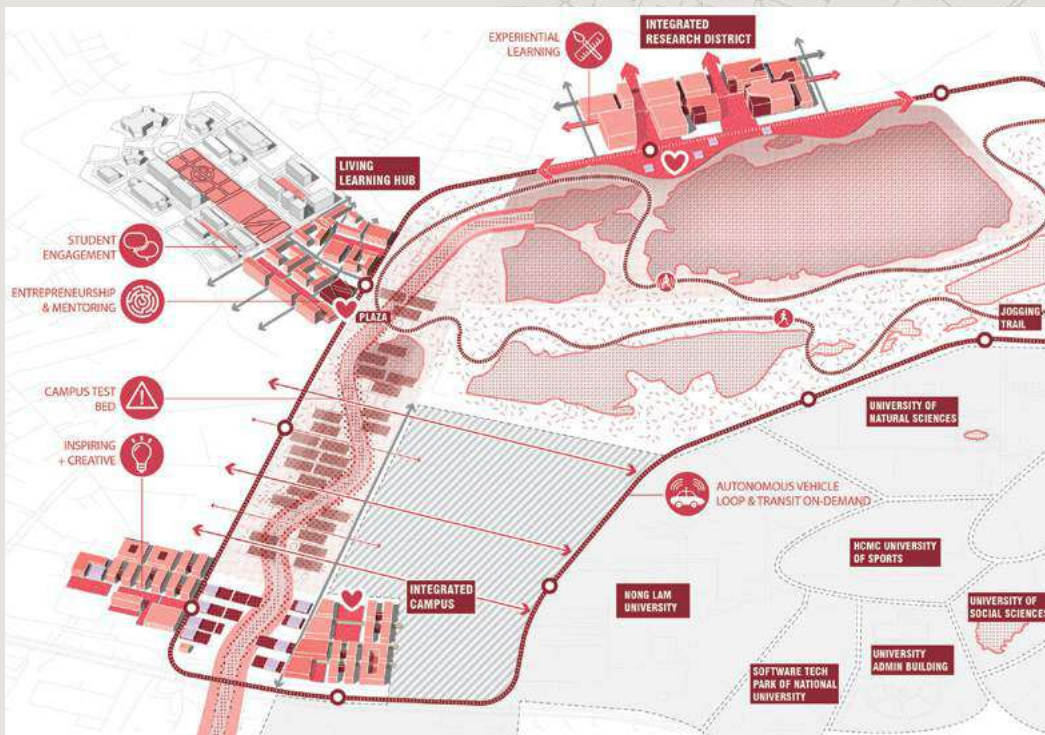 EXPERIENTIAL
LEARNING
INTEGRATED
RESEARCH DISTRICT
LIVING
LEARNING HUB
STUDENT
ENGAGEMENT
ENTREPRENEURSHIP
& MENTORING
PLAZA
JOGGING
TRAIL
CAMPUS TEST
BED
INSPIRING
+ CREATIVE
UNIVERSITY OF
NATURAL SCIENCES
AUTONOMOUS VEHICLE
LOOP & TRANSIT ON-DEMAND
HCMC UNIVERSITY
OF SPORTS
INTEGRATED
CAMPUS
NONG LAM
UNIVERSITY
UNIVERSITY OF
SOCIAL SCIENCES
UNIVERSITY
ADMIN BUILDING
SOFTWARE TECH
PARK OF NATIONAL
UNIVERSITY